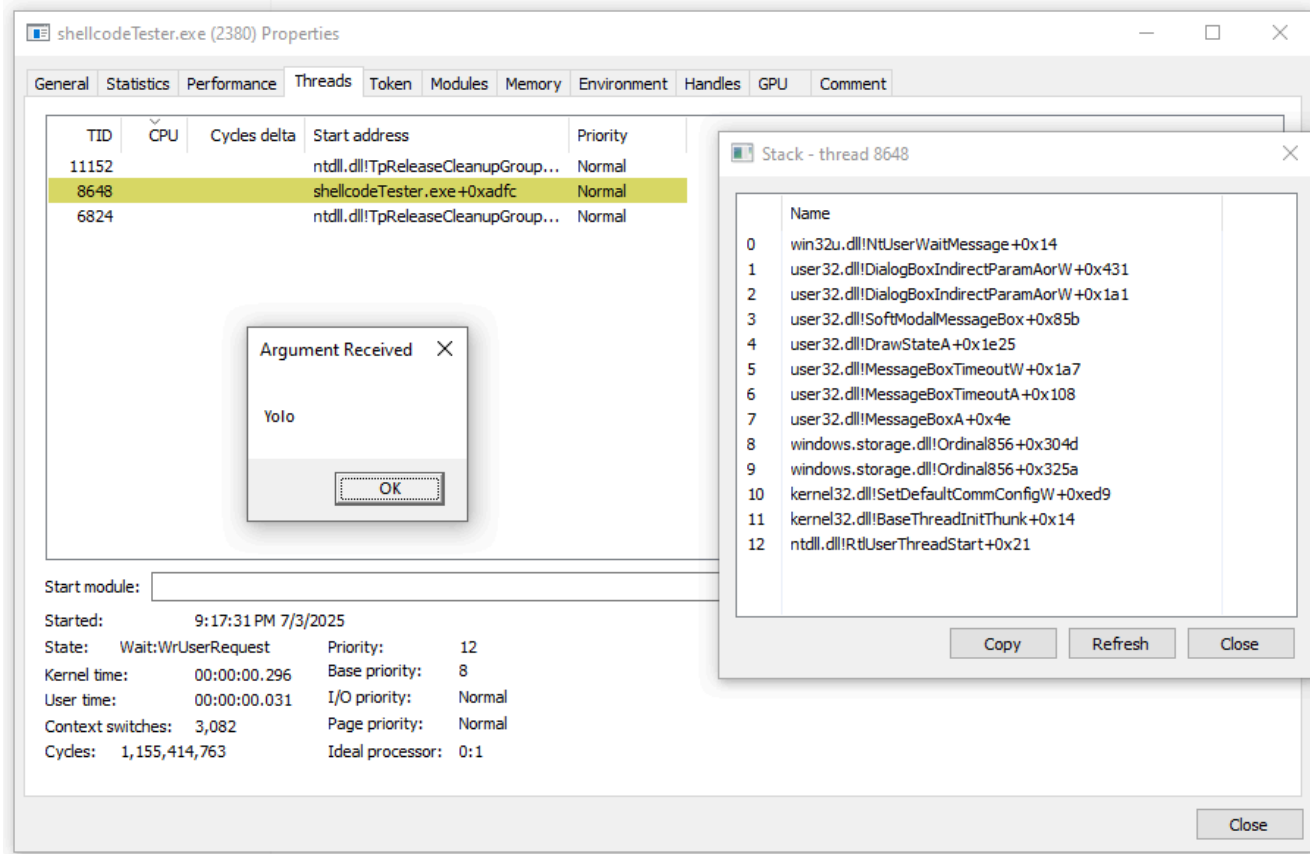 shellcodeTester.exe (2380) Properties
General Statistics Performance Threads Token Modules Memory Environment Handles GPU Comment
TID CPU Cycles delta Start address Priority
11152 ntdll.dll!TpReleaseCleanupGroup... Normal
8648 shellcodeTester.exe+0xadfc Normal
6824 ntdll.dll!TpReleaseCleanupGroup... Normal
Argument Received
Yolo
OK
Stack - thread 8648
Name
0 win32u.dll!NtUserWaitMessage+0x14
1 user32.dll!DialogBoxIndirectParamAorW+0x431
2 user32.dll!DialogBoxIndirectParamAorW+0x1a1
3 user32.dll!SoftModalMessageBox+0x85b
4 user32.dll!DrawStateA+0x1e25
5 user32.dll!MessageBoxTimeoutW+0x1a7
6 user32.dll!MessageBoxTimeoutA+0x108
7 user32.dll!MessageBoxA+0x4e
8 windows.storage.dll!Ordinal856+0x304d
9 windows.storage.dll!Ordinal856+0x325a
10 kernel32.dll!SetDefaultCommConfigW+0xed9
11 kernel32.dll!BaseThreadInitThunk+0x14
12 ntdll.dll!RtlUserThreadStart+0x21
Copy Refresh Close
Start module:
Started: 9:17:31 PM 7/3/2025
State: Wait:WrUserRequest Priority: 12
Kernel time: 00:00:00.296 Base priority: 8
User time: 00:00:00.031 I/O priority: Normal
Context switches: 3,082 Page priority: Normal
Cycles: 1,155,414,763 Ideal processor: 0:1
Close